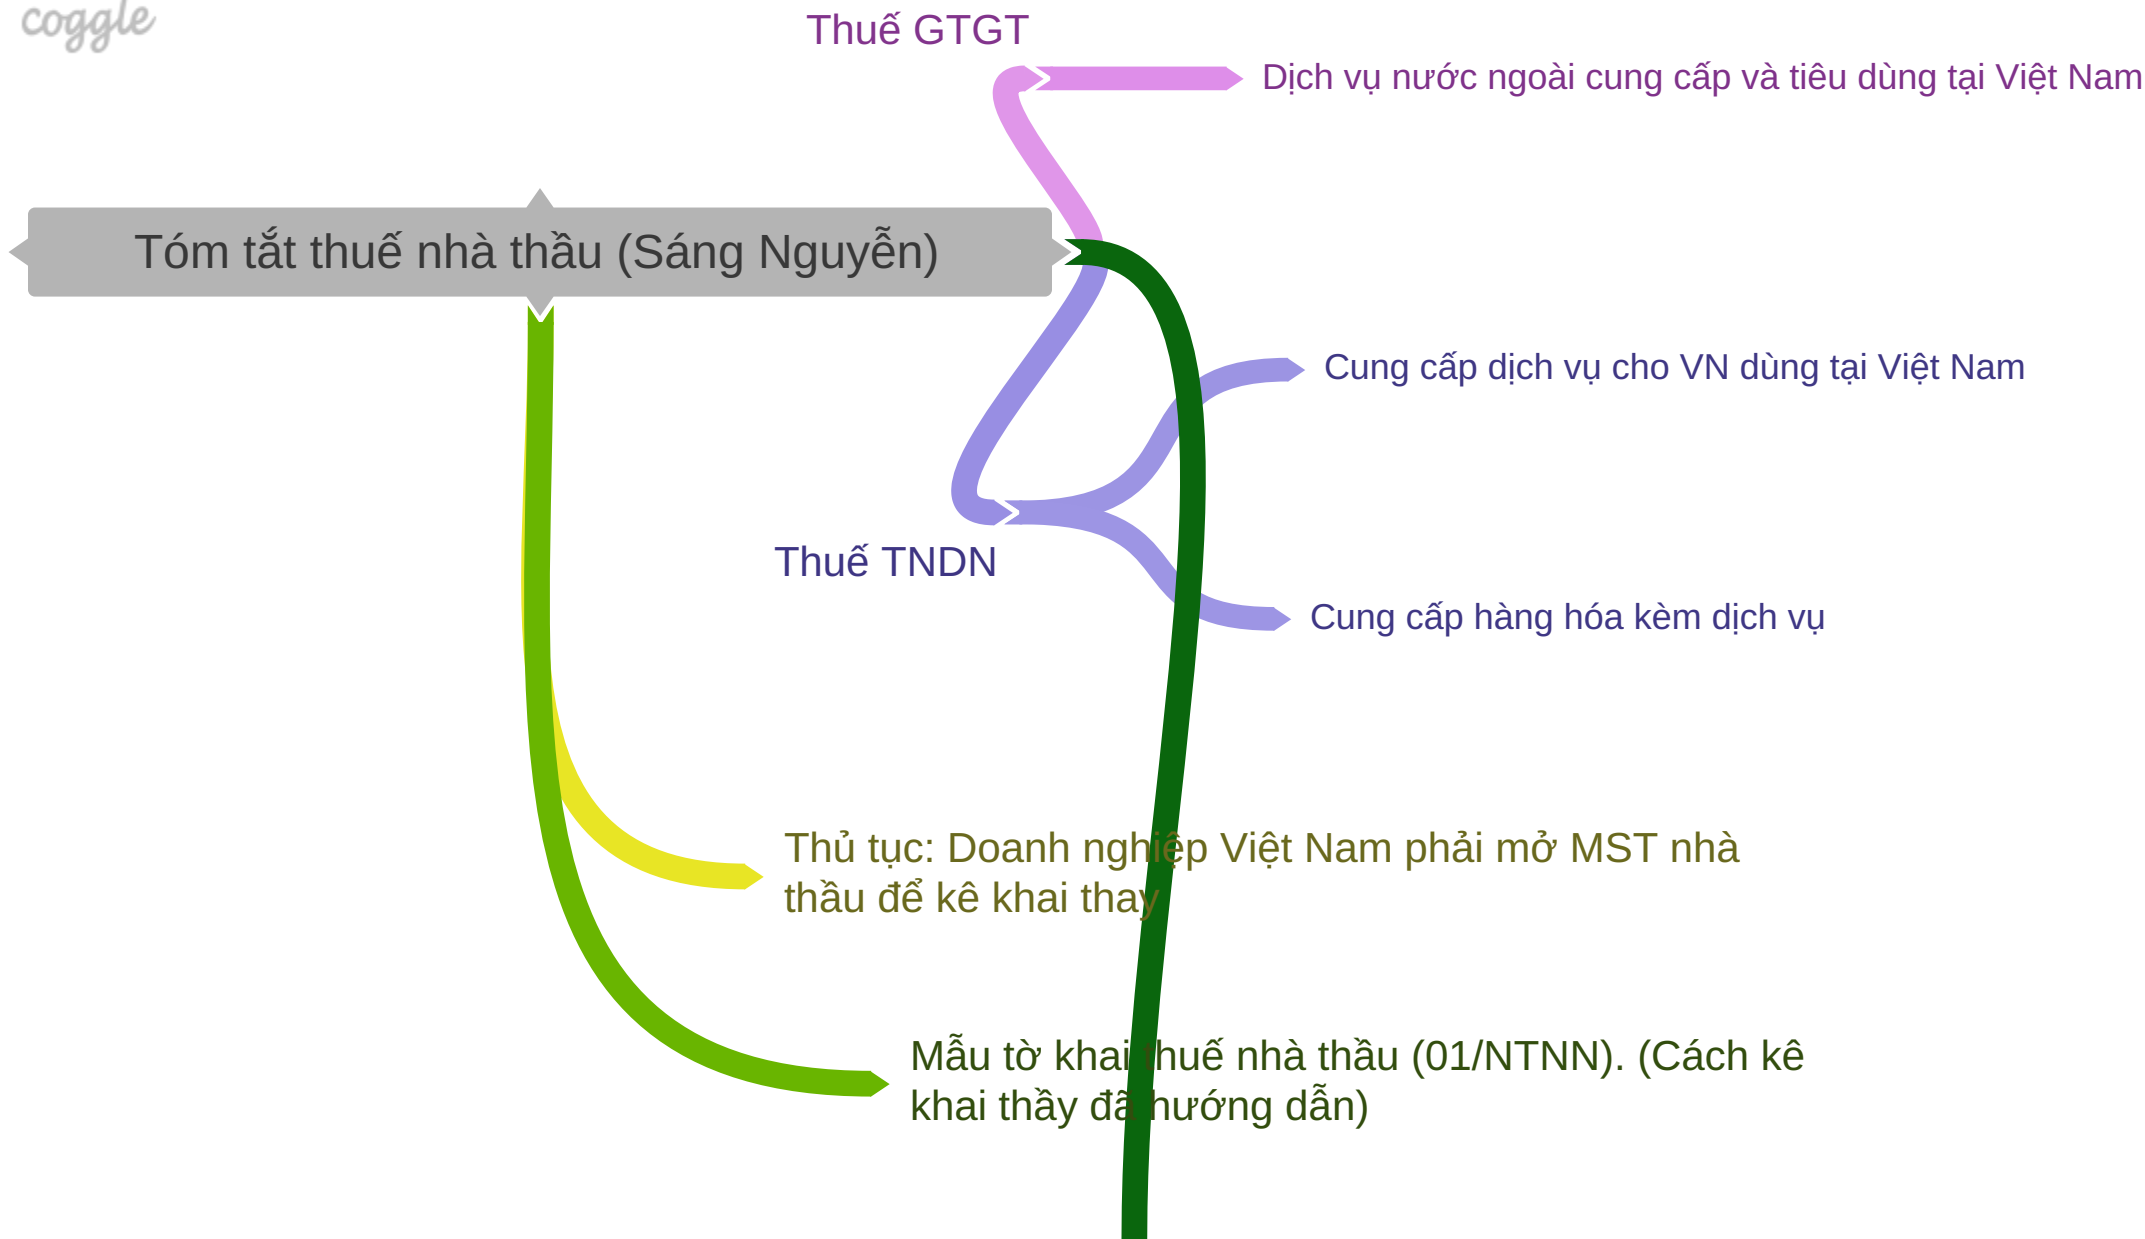 coggle
Thuế GTGT
Dịch vụ nước ngoài cung cấp và tiêu dùng tại Việt Nam
Tóm tắt thuế nhà thầu (Sáng Nguyễn)
Cung cấp dịch vụ cho VN dùng tại Việt Nam
Thuế TNDN
Cung cấp hàng hóa kèm dịch vụ
Thủ tục: Doanh nghiệp Việt Nam phải mở MST nhà
thầu để kê khai thay
Mẫu tờ khai thuế nhà thầu (01/NTNN). (Cách kê
khai thầy đã hướng dẫn)